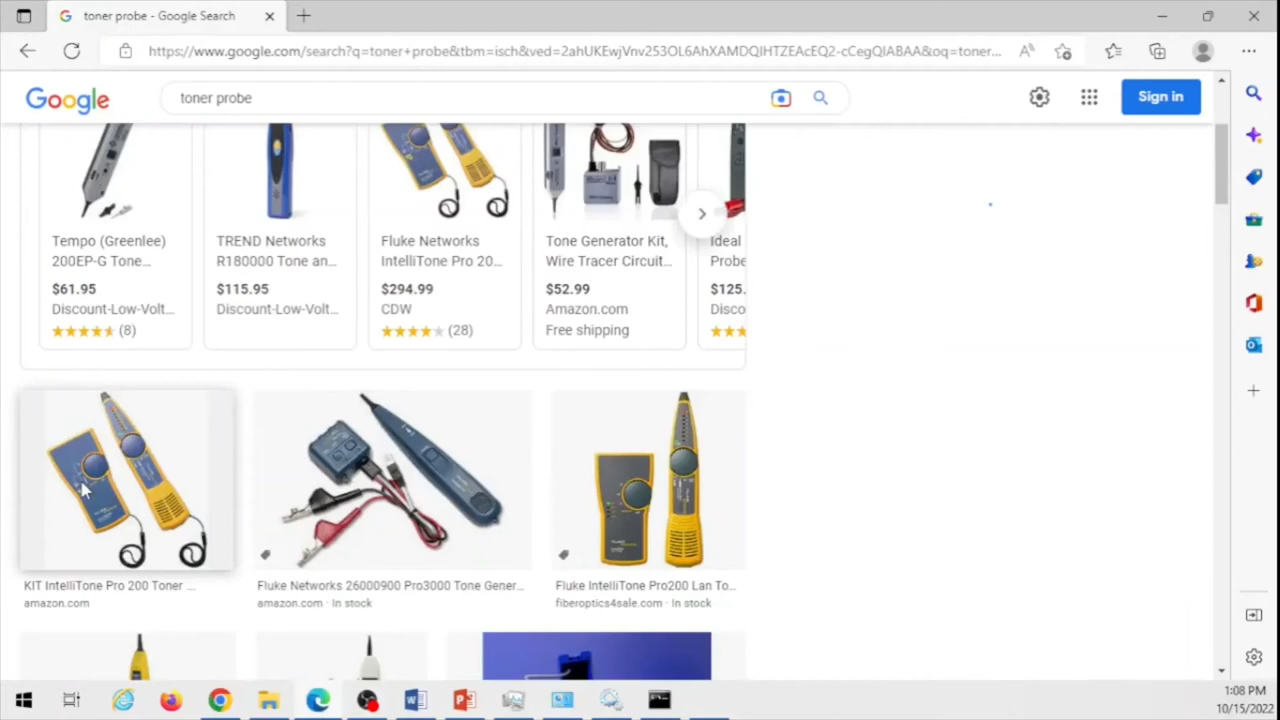 toner probe - Google Search
https://www.google.com/search?q=toner+probe&tbm=isch&ved=2ahUKEwjVnv253OL6AhXAMDQIHTZEAcEQ2-cCegQIABAA&oq=toner...
Google
toner probe
Sign in
Tempo (Greenlee)
200EP-G Tone...
$61.95
Discount-Low-Volt...
(8)
TREND Networks
R180000 Tone an...
$115.95
Discount-Low-Volt...
Fluke Networks
IntelliTone Pro 20...
$294.99
CDW
(28)
Tone Generator Kit,
Wire Tracer Circuit...
$52.99
Amazon.com
Free shipping
Ideal
Probe
$125.
Disco
KIT IntelliTone Pro 200 Toner ...
amazon.com
Fluke Networks 26000900 Pro3000 Tone Gener...
amazon.com · In stock
Fluke IntelliTone Pro200 Lan To...
fiberoptics4sale.com · In stock
1:08 PM
10/15/2022